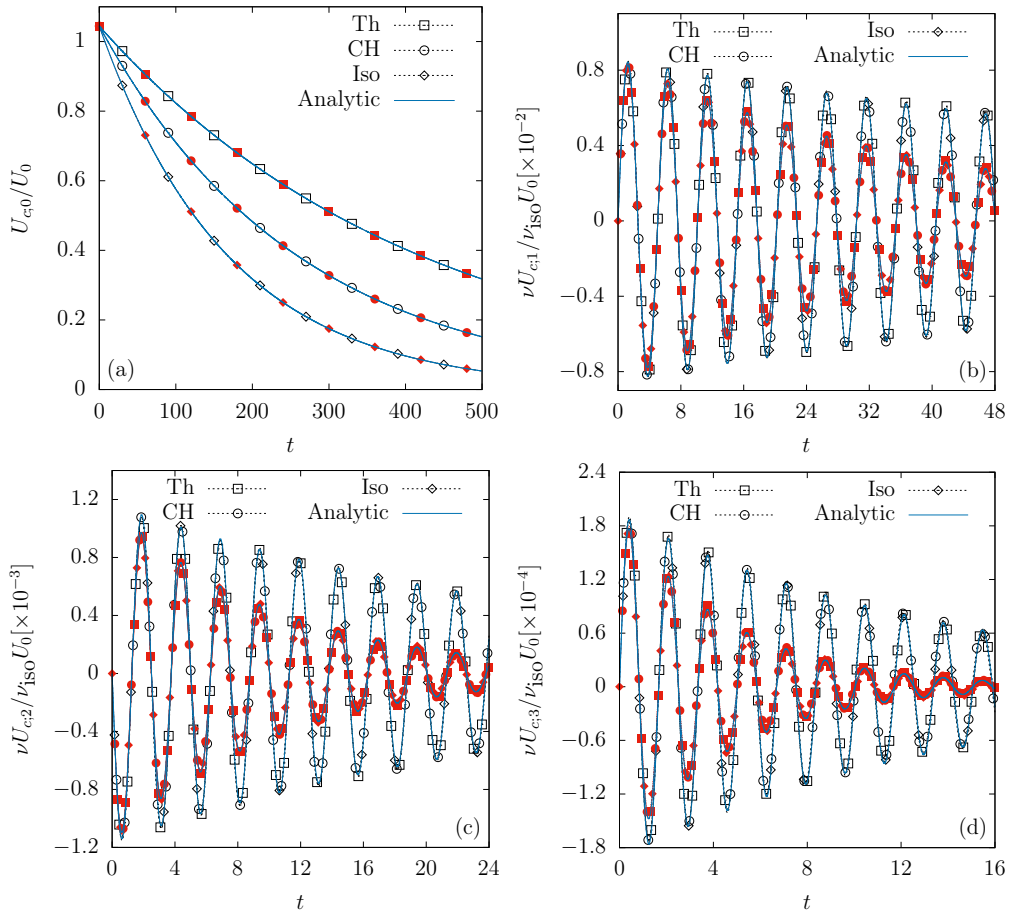 1
0.8
0.6
0.4
0.2
0
0 100 200 300 400 500
U_{c;0}/U_0
t
Th
CH
Iso
Analytic
(a)
0.8
0.4
0
−0.4
−0.8
0 8 16 24 32 40 48
νU_{c;1}/ν_{iso}U_0[×10^{−2}]
t
Th Iso
CH Analytic
(b)
1.2
0.8
0.4
0
−0.4
−0.8
−1.2
0 4 8 12 16 20 24
νU_{c;2}/ν_{iso}U_0[×10^{−3}]
t
Th Iso
CH Analytic
(c)
2.4
1.8
1.2
0.6
0
−0.6
−1.2
−1.8
0 4 8 12 16
νU_{c;3}/ν_{iso}U_0[×10^{−4}]
t
Th Iso
CH Analytic
(d)